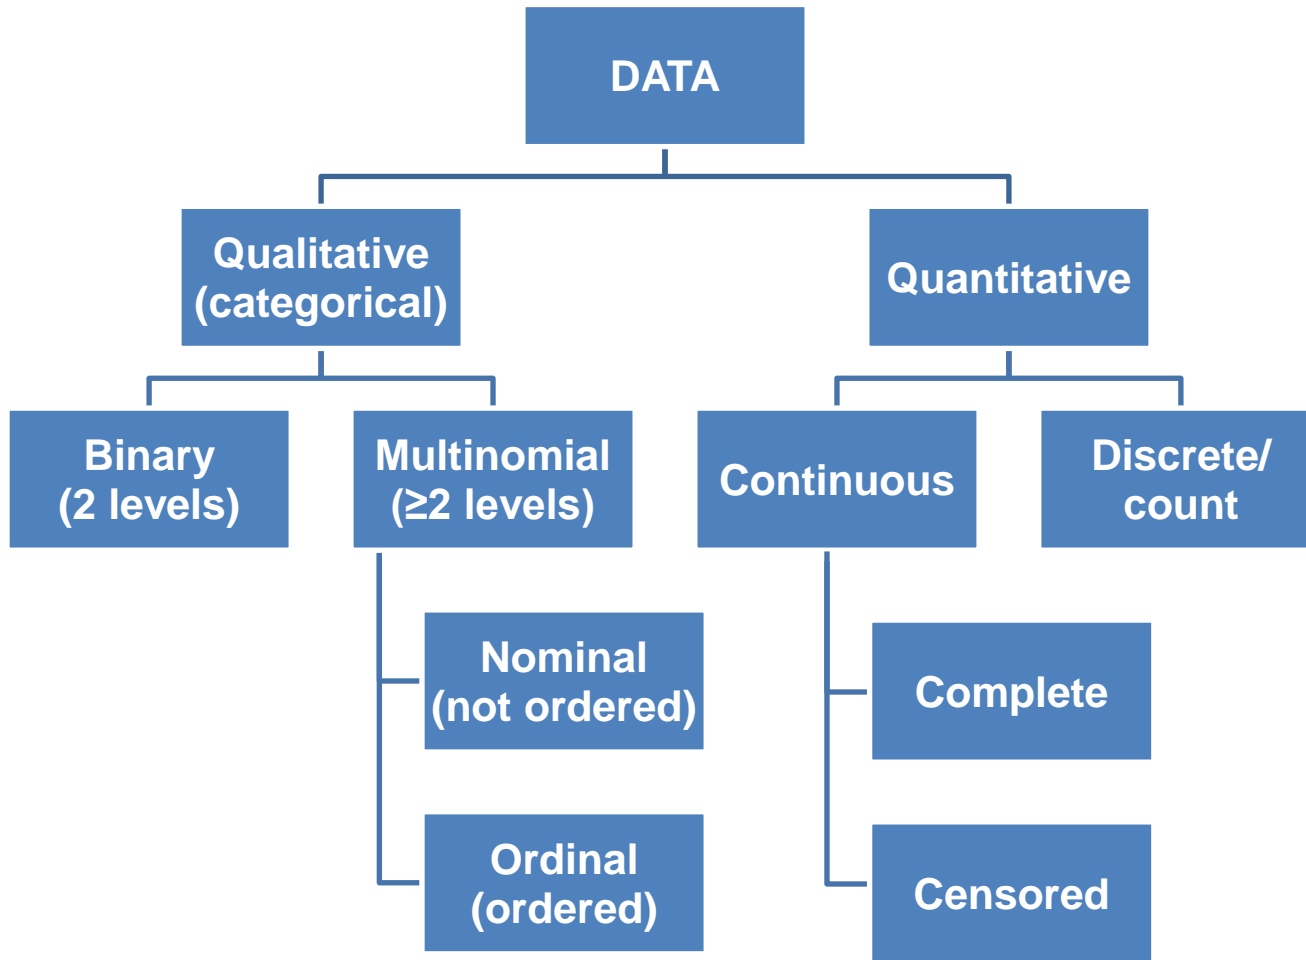 DATA
Qualitative
(categorical)
Quantitative
Binary
(2 levels)
Multinomial
(≥2 levels)
Continuous
Discrete/
count
Nominal
(not ordered)
Complete
Ordinal
(ordered)
Censored